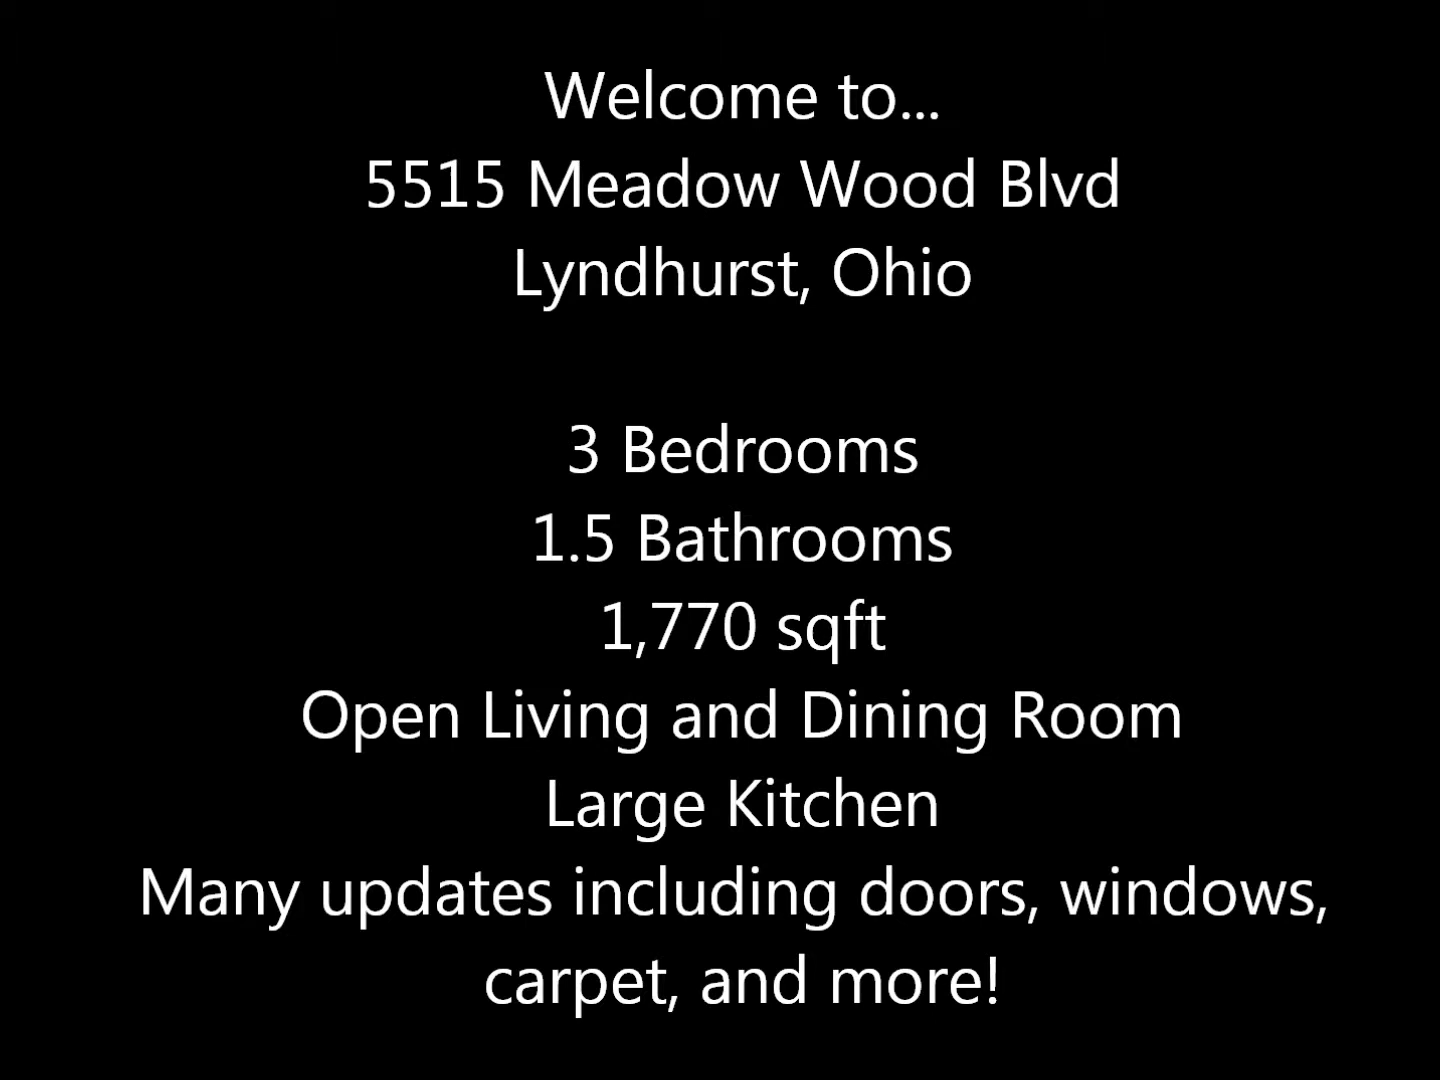 Welcome to...
5515 Meadow Wood Blvd
Lyndhurst, Ohio
3 Bedrooms
1.5 Bathrooms
1,770 sqft
Open Living and Dining Room
Large Kitchen
Many updates including doors, windows,
carpet, and more!